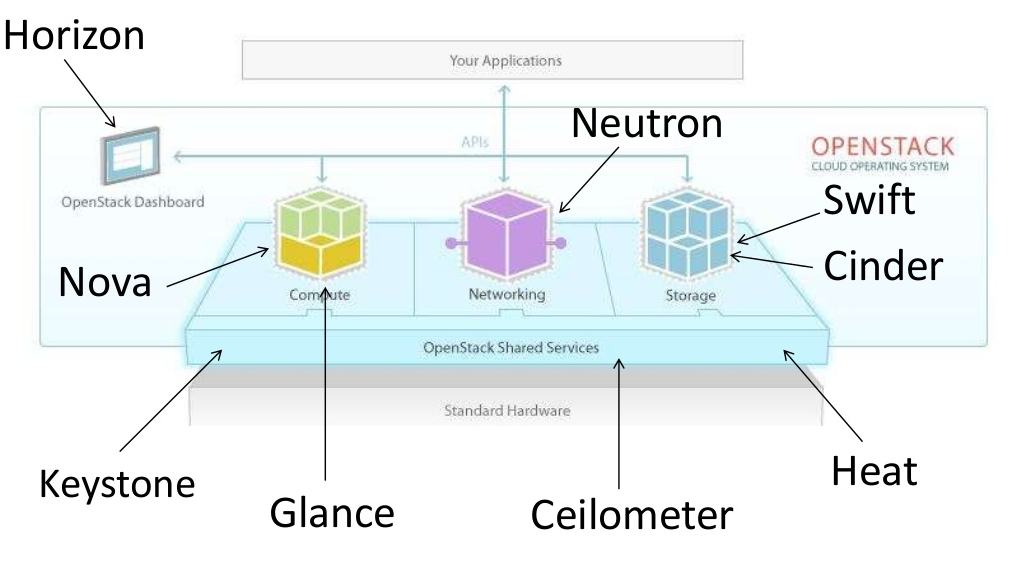 Horizon
Your Applications
Neutron
APIs
OPENSTACK
CLOUD OPERATING SYSTEM
OpenStack Dashboard
Swift
Cinder
Nova
Compute
Networking
Storage
OpenStack Shared Services
Standard Hardware
Keystone
Glance
Ceilometer
Heat